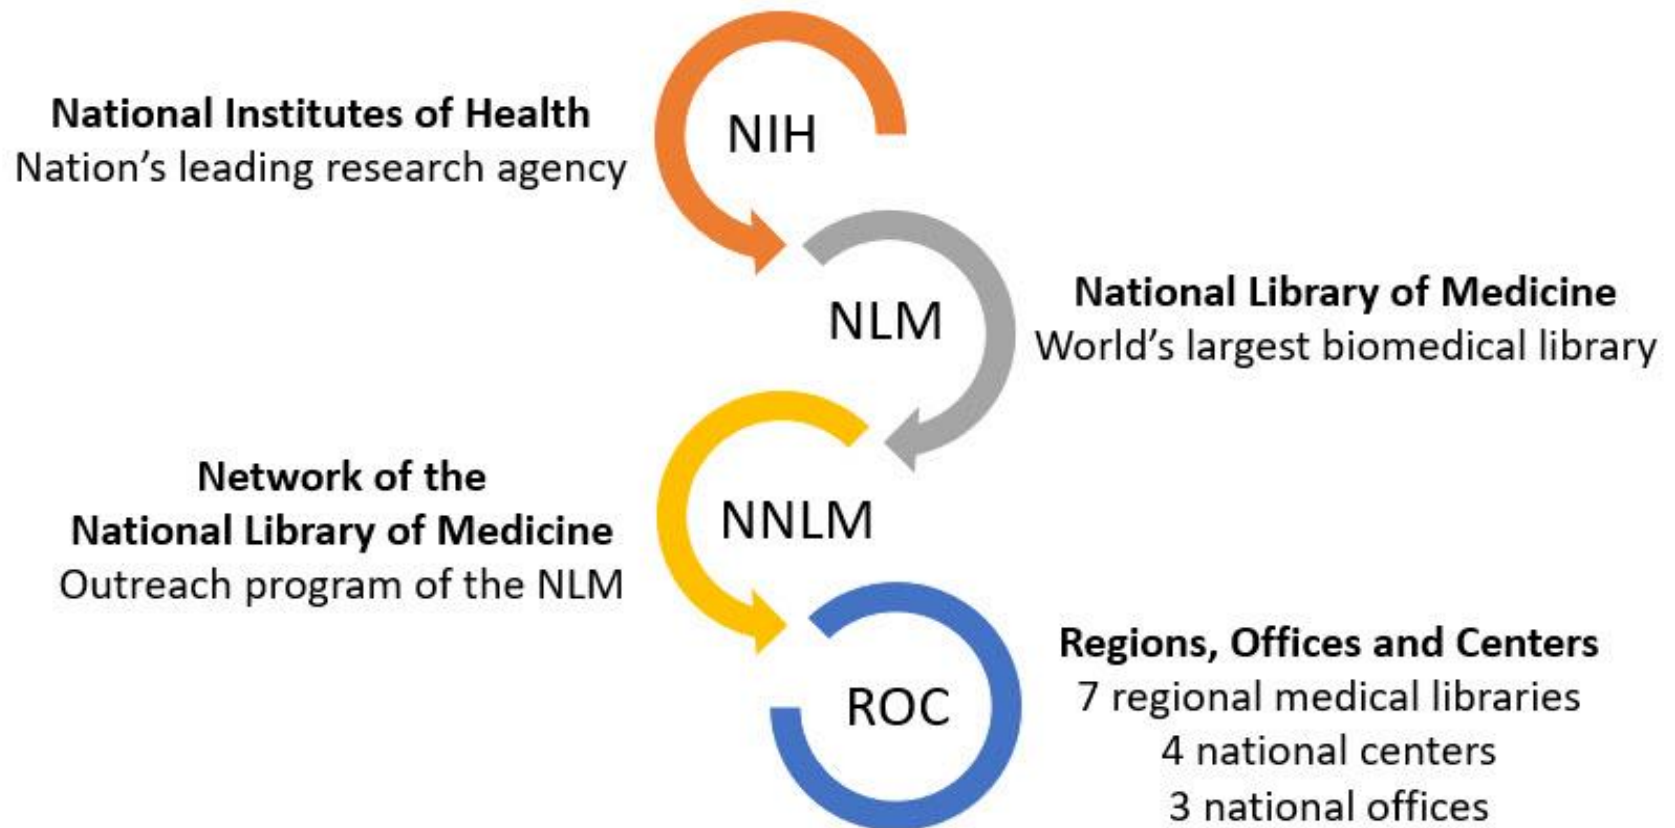 National Institutes of Health
Nation’s leading research agency
NIH
NLM
National Library of Medicine
World’s largest biomedical library
Network of the
National Library of Medicine
Outreach program of the NLM
NNLM
ROC
Regions, Offices and Centers
7 regional medical libraries
4 national centers
3 national offices